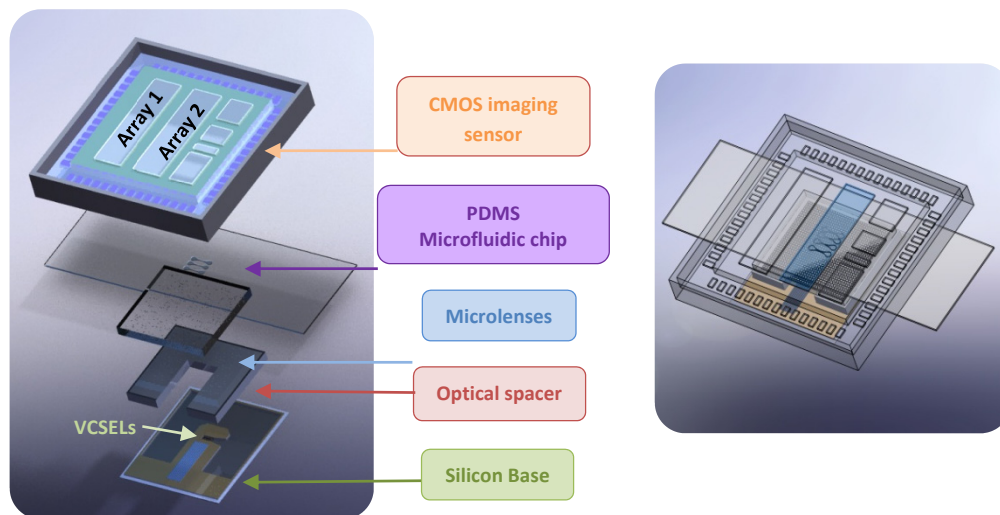 Array 1
Array 2
CMOS imaging
sensor
PDMS
Microfluidic chip
Microlenses
Optical spacer
VCSELs
Silicon Base